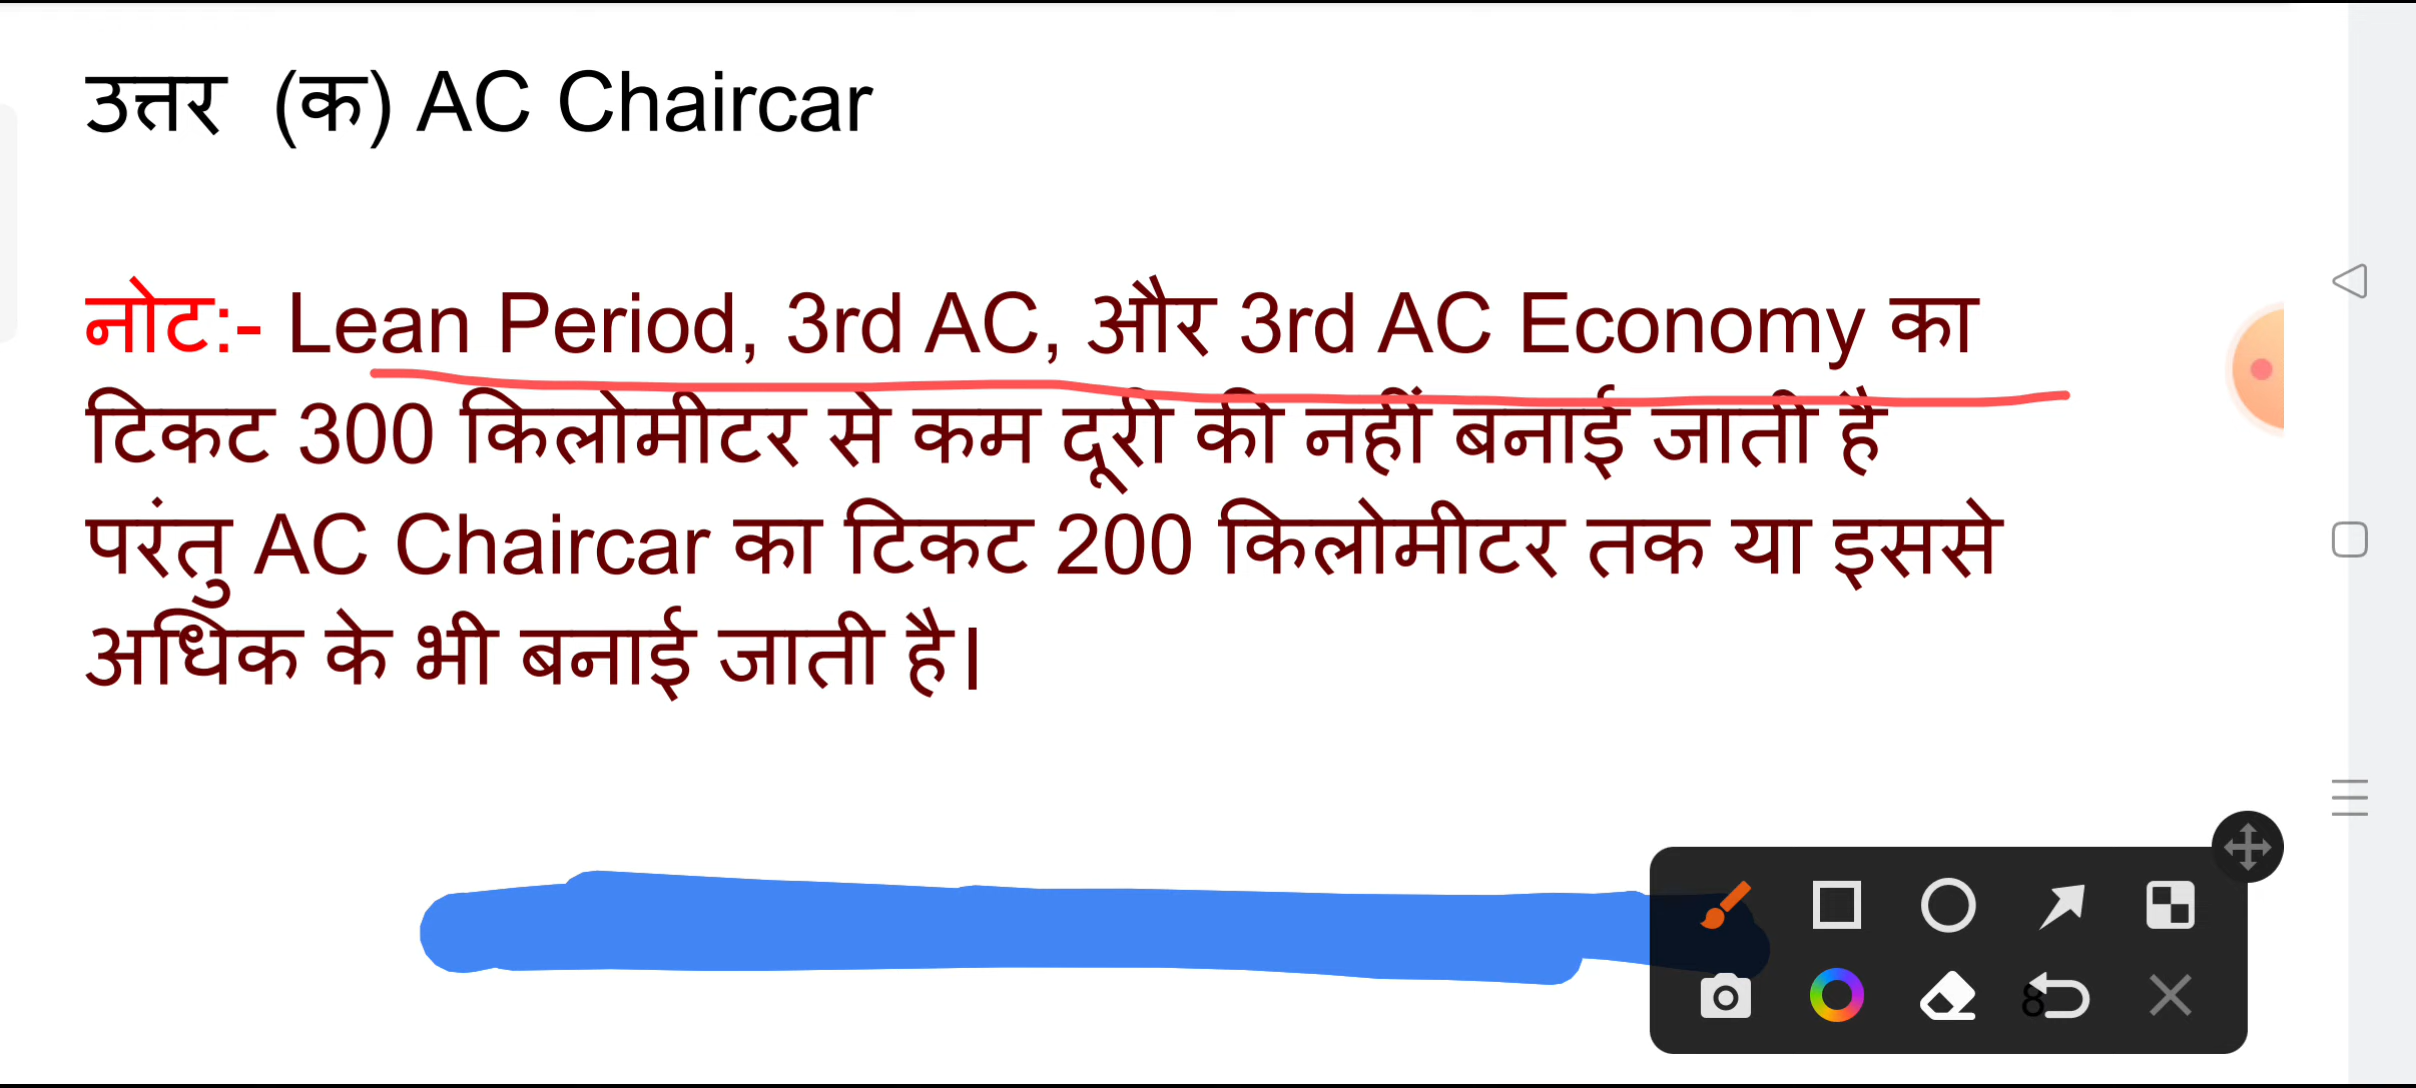 उत्तर (क) AC Chaircar
नोट:- Lean Period, 3rd AC, और 3rd AC Economy का
टिकट 300 किलोमीटर से कम दूरी की नहीं बनाई जाती है
परंतु AC Chaircar का टिकट 200 किलोमीटर तक या इससे
अधिक के भी बनाई जाती है।
8